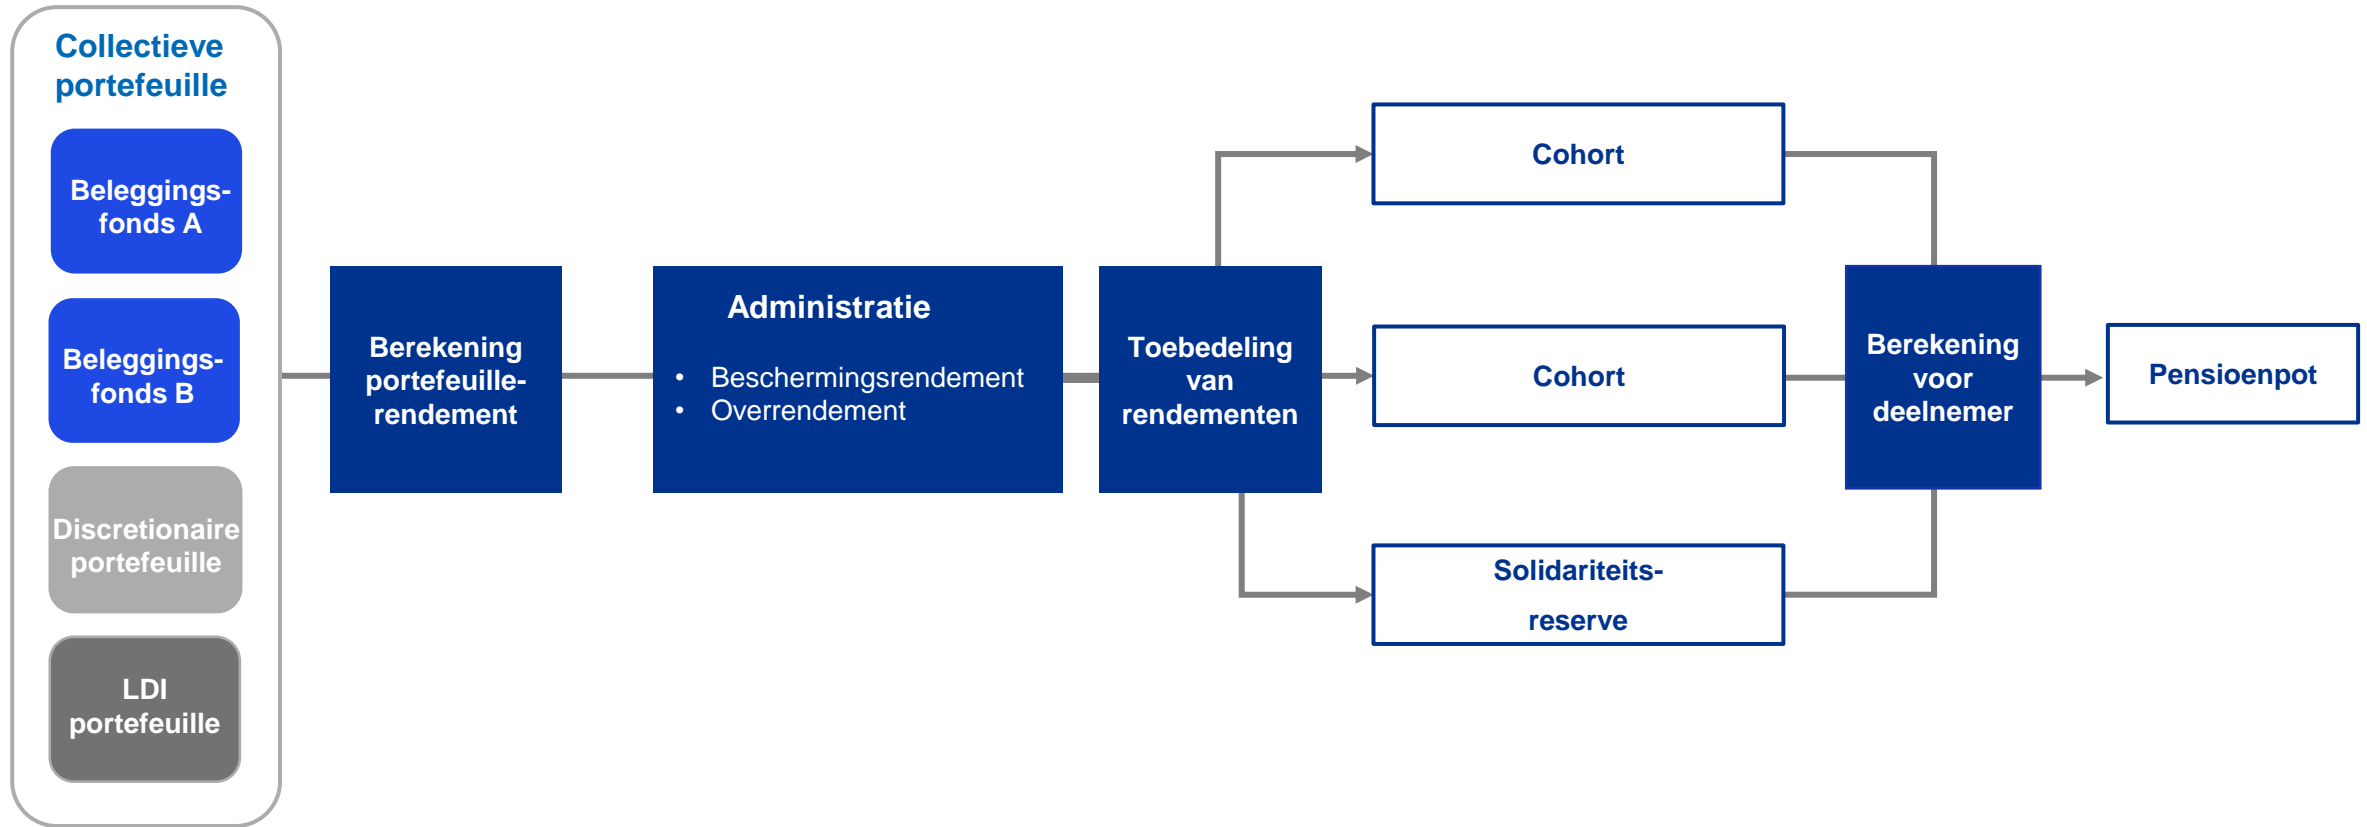 Collectieve
portefeuille
Beleggings-
fonds A
Beleggings-
fonds B
Discretionaire
portefeuille
LDI
portefeuille
Berekening
portefeuille-
rendement
Administratie
• Beschermingsrendement
• Overrendement
Toebedeling
van
rendementen
Cohort
Cohort
Solidariteits-
reserve
Berekening
voor
deelnemer
Pensioenpot